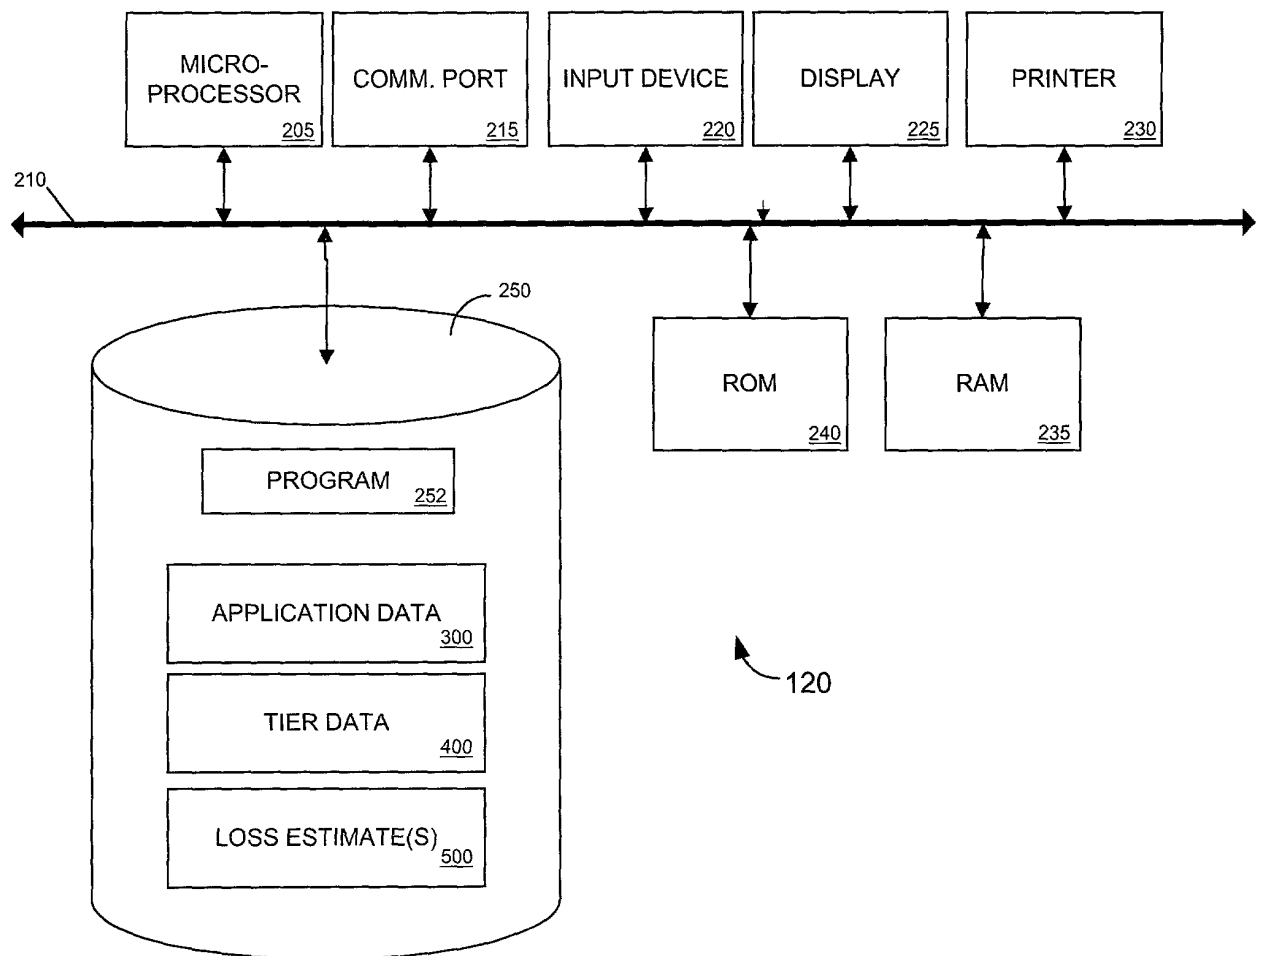 MICRO-
PROCESSOR
205
COMM. PORT
215
INPUT DEVICE
220
DISPLAY
225
PRINTER
230
210
250
ROM
240
RAM
235
PROGRAM
252
APPLICATION DATA
300
TIER DATA
400
LOSS ESTIMATE(S)
500
120